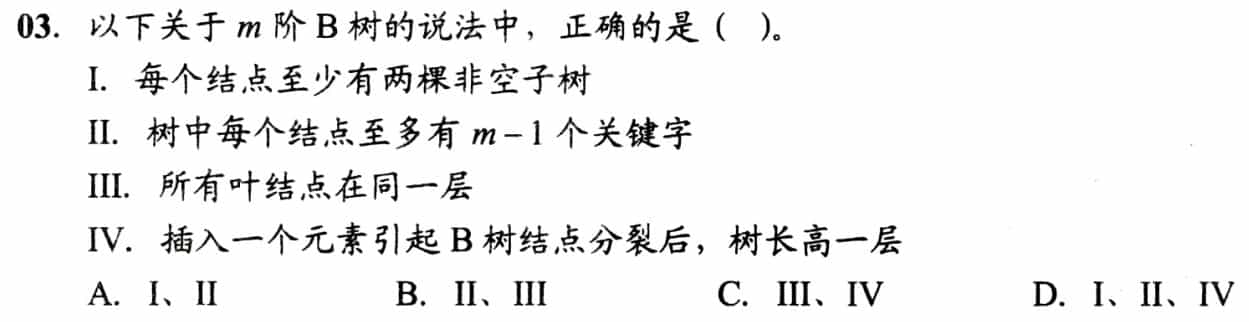 03. 以下关于 m 阶 B 树的说法中，正确的是（ ）。
I. 每个结点至少有两棵非空子树
II. 树中每个结点至多有 m – 1 个关键字
III. 所有叶结点在同一层
IV. 插入一个元素引起 B 树结点分裂后，树长高一层
A. I、II B. II、III C. III、IV D. I、II、IV